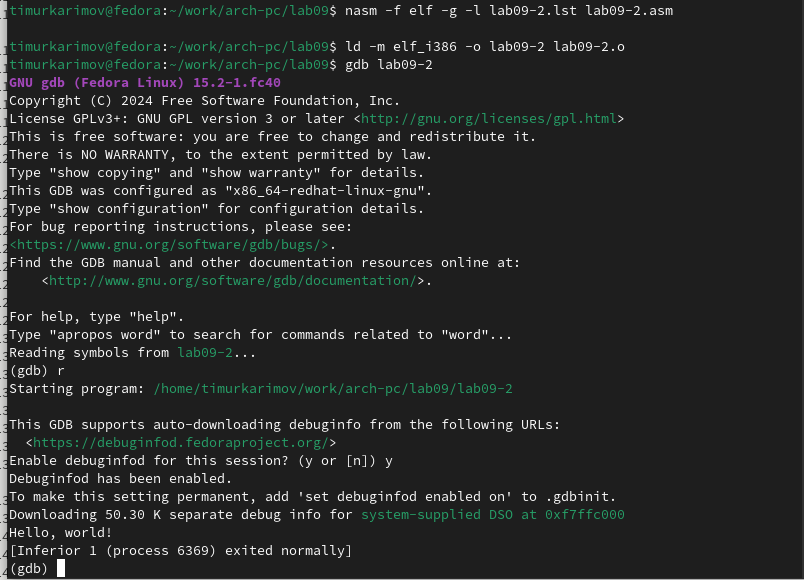 timurkarimov@fedora:~/work/arch-pc/lab09$ nasm -f elf -g -l lab09-2.lst lab09-2.asm
timurkarimov@fedora:~/work/arch-pc/lab09$ ld -m elf_i386 -o lab09-2 lab09-2.o
timurkarimov@fedora:~/work/arch-pc/lab09$ gdb lab09-2
GNU gdb (Fedora Linux) 15.2-1.fc40
Copyright (C) 2024 Free Software Foundation, Inc.
License GPLv3+: GNU GPL version 3 or later <http://gnu.org/licenses/gpl.html>
This is free software: you are free to change and redistribute it.
There is NO WARRANTY, to the extent permitted by law.
Type "show copying" and "show warranty" for details.
This GDB was configured as "x86_64-redhat-linux-gnu".
Type "show configuration" for configuration details.
For bug reporting instructions, please see:
<https://www.gnu.org/software/gdb/bugs/>.
Find the GDB manual and other documentation resources online at:
    <http://www.gnu.org/software/gdb/documentation/>.
For help, type "help".
Type "apropos word" to search for commands related to "word"...
Reading symbols from lab09-2...
(gdb) r
Starting program: /home/timurkarimov/work/arch-pc/lab09/lab09-2
This GDB supports auto-downloading debuginfo from the following URLs:
  <https://debuginfod.fedoraproject.org/>
Enable debuginfod for this session? (y or [n]) y
Debuginfod has been enabled.
To make this setting permanent, add 'set debuginfod enabled on' to .gdbinit.
Downloading 50.30 K separate debug info for system-supplied DSO at 0xf7ffc000
Hello, world!
[Inferior 1 (process 6369) exited normally]
(gdb)